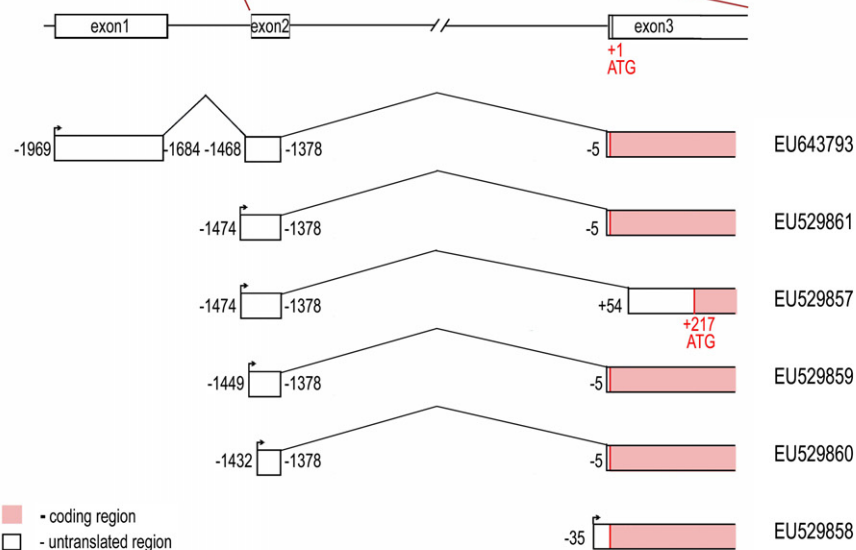 exon1 exon2 exon3
+1
ATG
-1969 -1684 -1468 -1378 -5 EU643793
-1474 -1378 -5 EU529861
-1474 -1378 +54 EU529857
+217
ATG
-1449 -1378 -5 EU529859
-1432 -1378 -5 EU529860
- coding region
-35 EU529858
- untranslated region